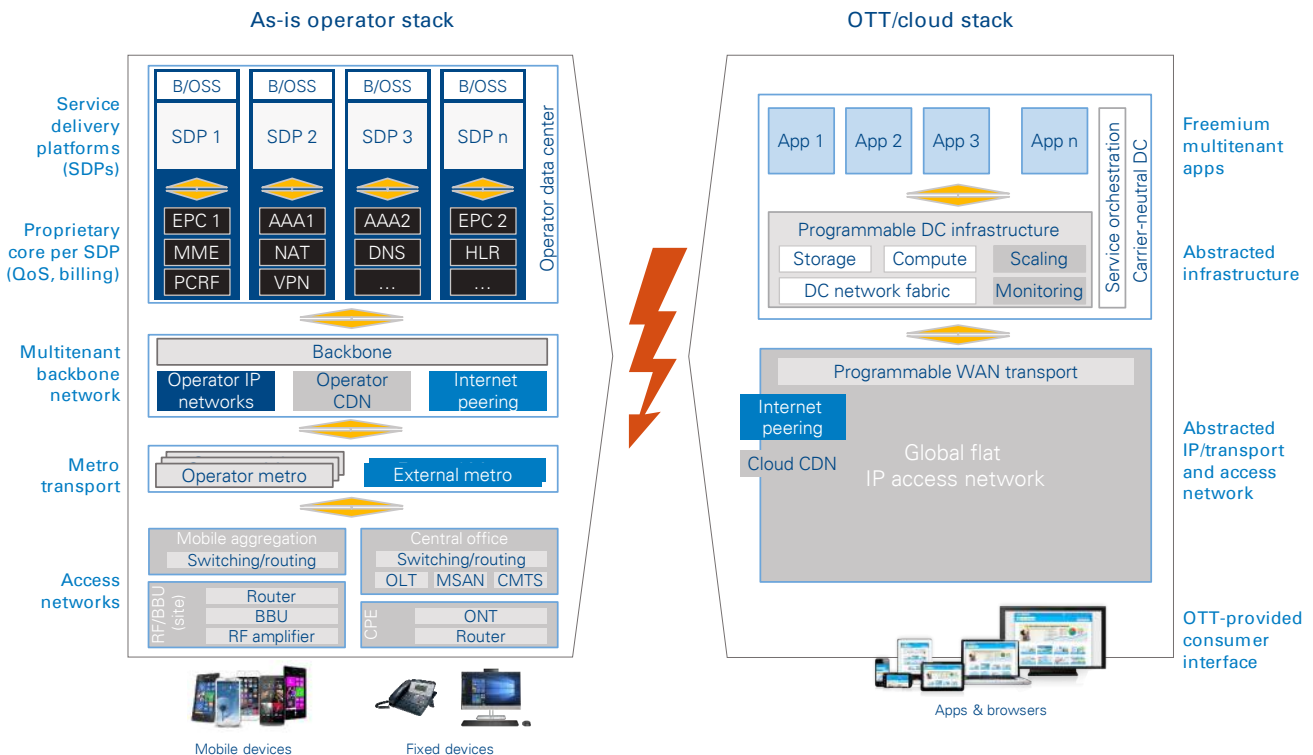 As-is operator stack
OTT/cloud stack
Service
delivery
platforms
(SDPs)
B/OSS
B/OSS
B/OSS
B/OSS
SDP 1
SDP 2
SDP 3
SDP n
Operator data center
Proprietary
core per SDP
(QoS, billing)
EPC 1
AAA1
AAA2
EPC 2
MME
NAT
DNS
HLR
PCRF
VPN
...
...
Multitenant
backbone
network
Backbone
Operator IP
networks
Operator
CDN
Internet
peering
Metro
transport
Operator metro
External metro
Access
networks
Mobile aggregation
Switching/routing
Central office
Switching/routing
OLT
MSAN
CMTS
RF/BBU
(site)
Router
BBU
RF amplifier
CPE
ONT
Router
Mobile devices
Fixed devices
App 1
App 2
App 3
App n
Service orchestration
Carrier-neutral DC
Freemium
multitenant
apps
Programmable DC infrastructure
Storage
Compute
Scaling
DC network fabric
Monitoring
Abstracted
infrastructure
Programmable WAN transport
Internet
peering
Cloud CDN
Global flat
IP access network
Abstracted
IP/transport
and access
network
OTT-provided
consumer
interface
Apps & browsers